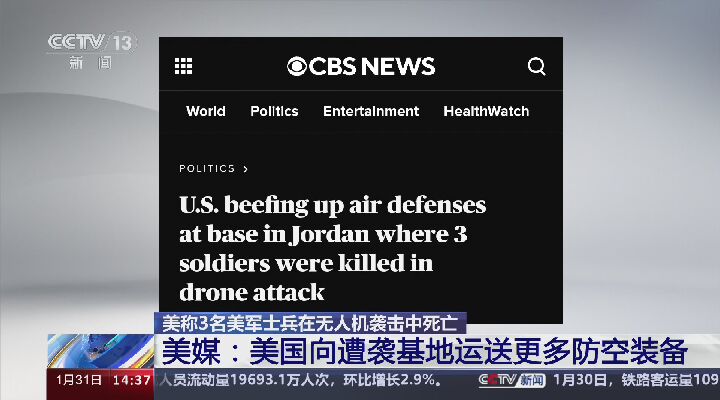 CCTV 13
新闻
CBS NEWS
World Politics Entertainment HealthWatch
POLITICS >
U.S. beefing up air defenses
at base in Jordan where 3
soldiers were killed in
drone attack
美称3名美军士兵在无人机袭击中死亡
美媒：美国向遭袭基地运送更多防空装备
1月31日 14:37 人员流动量19693.1万人次，环比增长2.9%。 CCTV新闻 1月30日，铁路客运量109